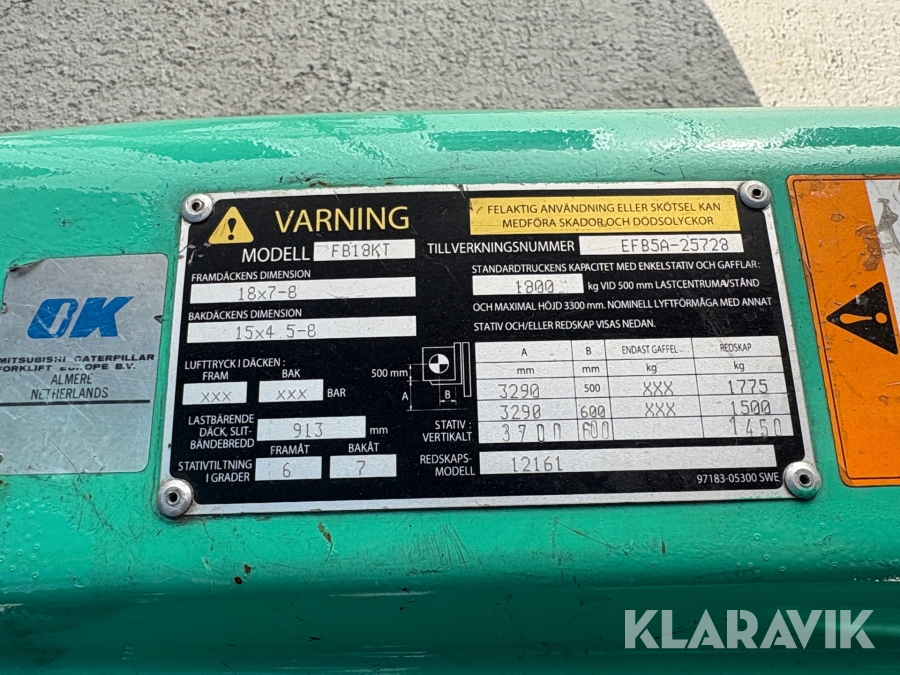 VARNING
FELAKTIG ANVÄNDNING ELLER SKÖTSEL KAN
MEDFÖRA SKADOR,OCH DÖDSOLYCKOR
MODELL FB18KT
TILLVERKNINGSNUMMER EFB5A-25728
FRAMDÄCKENS DIMENSION
18x7-8
BAKDÄCKENS DIMENSION
15x4 5-8
LUFTTRYCK I DÄCKEN :
FRAM BAK
XXX XXX BAR
LASTBÄRENDE
DÄCK, SLIT-
BÄNDEBREDD
913 mm
FRAMÅT BAKÅT
STATIVTILTNING
I GRADER
6 7
STANDARDTRUCKENS KAPACITET MED ENKELSTATIV OCH GAFFLAR:
1800 kg VID 500 mm LASTCENTRUMAVSTÅND
OCH MAXIMAL HÖJD 3300 mm. NOMINELL LYFTFÖRMÅGA MED ANNAT
STATIV OCH/ELLER REDSKAP VISAS NEDAN.
500 mm
A
B
STATIV :
VERTIKALT
A B ENDAST GAFFEL REDSKAP
mm mm kg kg
3290 500 XXX 1775
3290 600 XXX 1500
3700 600 1450
REDSKAPS-
MODELL
12161
97183-05300 SWE
OK
MITSUBISHI CATERPILLAR
FORKLIFT EUROPE B.V.
ALMERE
NETHERLANDS
KLARAVIK